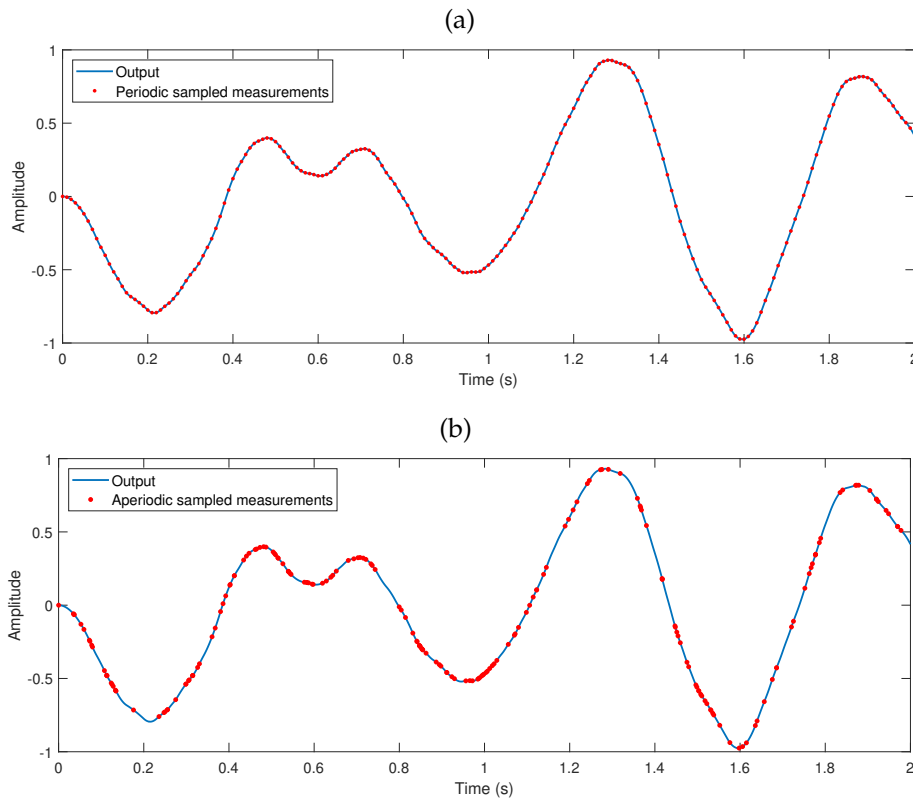 (a)
1
0.5
0
-0.5
-1
Amplitude
Output
Periodic sampled measurements
0 0.2 0.4 0.6 0.8 1 1.2 1.4 1.6 1.8 2
Time (s)
(b)
1
0.5
0
-0.5
-1
Amplitude
Output
Aperiodic sampled measurements
0 0.2 0.4 0.6 0.8 1 1.2 1.4 1.6 1.8 2
Time (s)